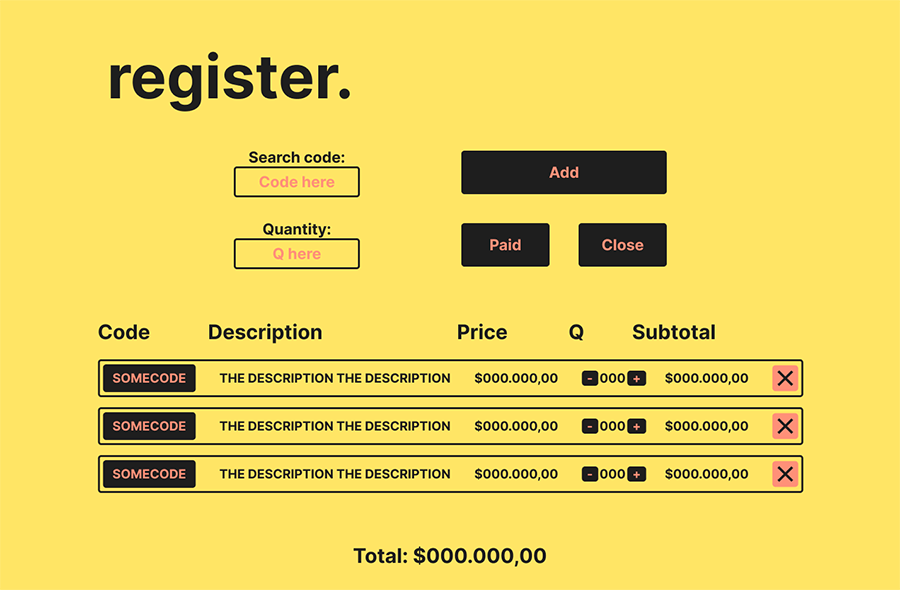 register.
Search code:
Code here
Add
Quantity:
Q here
Paid
Close
Code Description Price Q Subtotal
SOMECODE THE DESCRIPTION THE DESCRIPTION $000.000,00 - 000 + $000.000,00 X
SOMECODE THE DESCRIPTION THE DESCRIPTION $000.000,00 - 000 + $000.000,00 X
SOMECODE THE DESCRIPTION THE DESCRIPTION $000.000,00 - 000 + $000.000,00 X
Total: $000.000,00